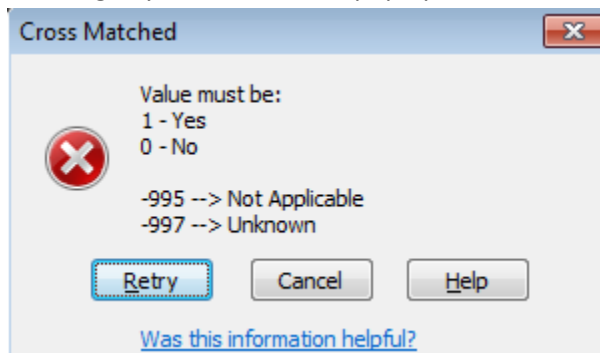 Cross Matched
Value must be:
1 - Yes
0 - No
-995 --> Not Applicable
-997 --> Unknown
Retry
Cancel
Help
Was this information helpful?